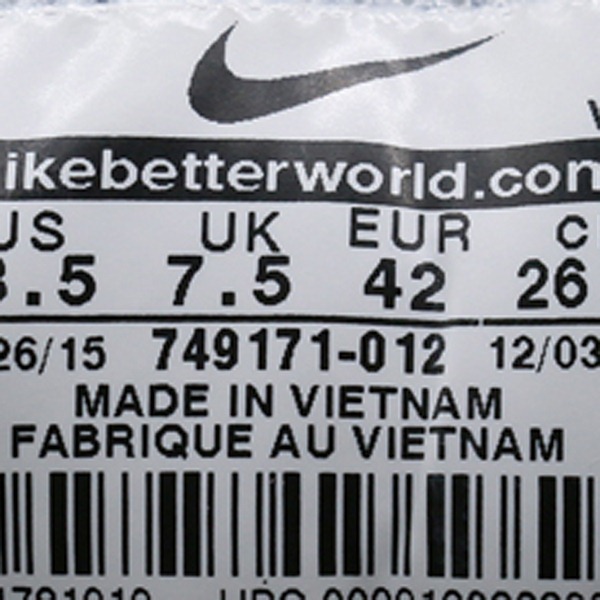 ikebetterworld.com
US UK EUR C
8.5 7.5 42 26
26/15 749171-012 12/03
MADE IN VIETNAM
FABRIQUE AU VIETNAM